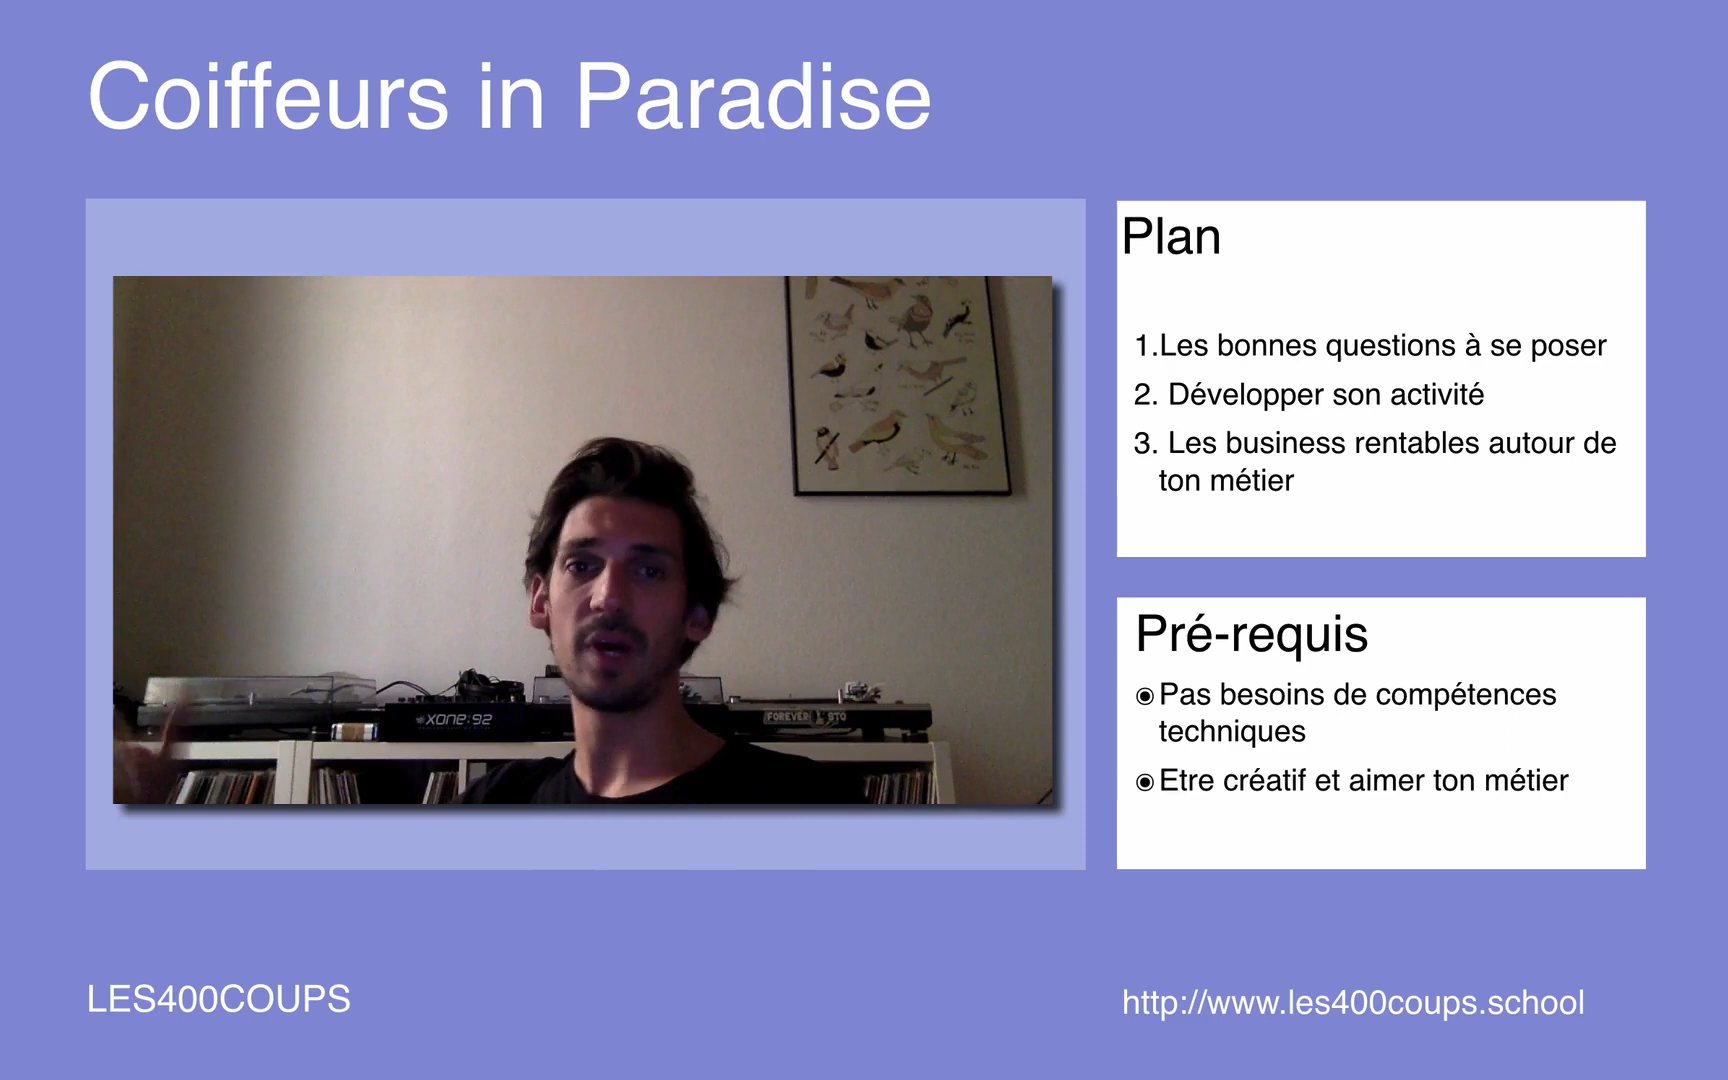 Coiffeurs in Paradise
Plan
1.Les bonnes questions à se poser
2. Développer son activité
3. Les business rentables autour de
ton métier
XONE:92
FOREVER
STO
Pré-requis
Pas besoins de compétences
techniques
Etre créatif et aimer ton métier
LES400COUPS
http://www.les400coups.school